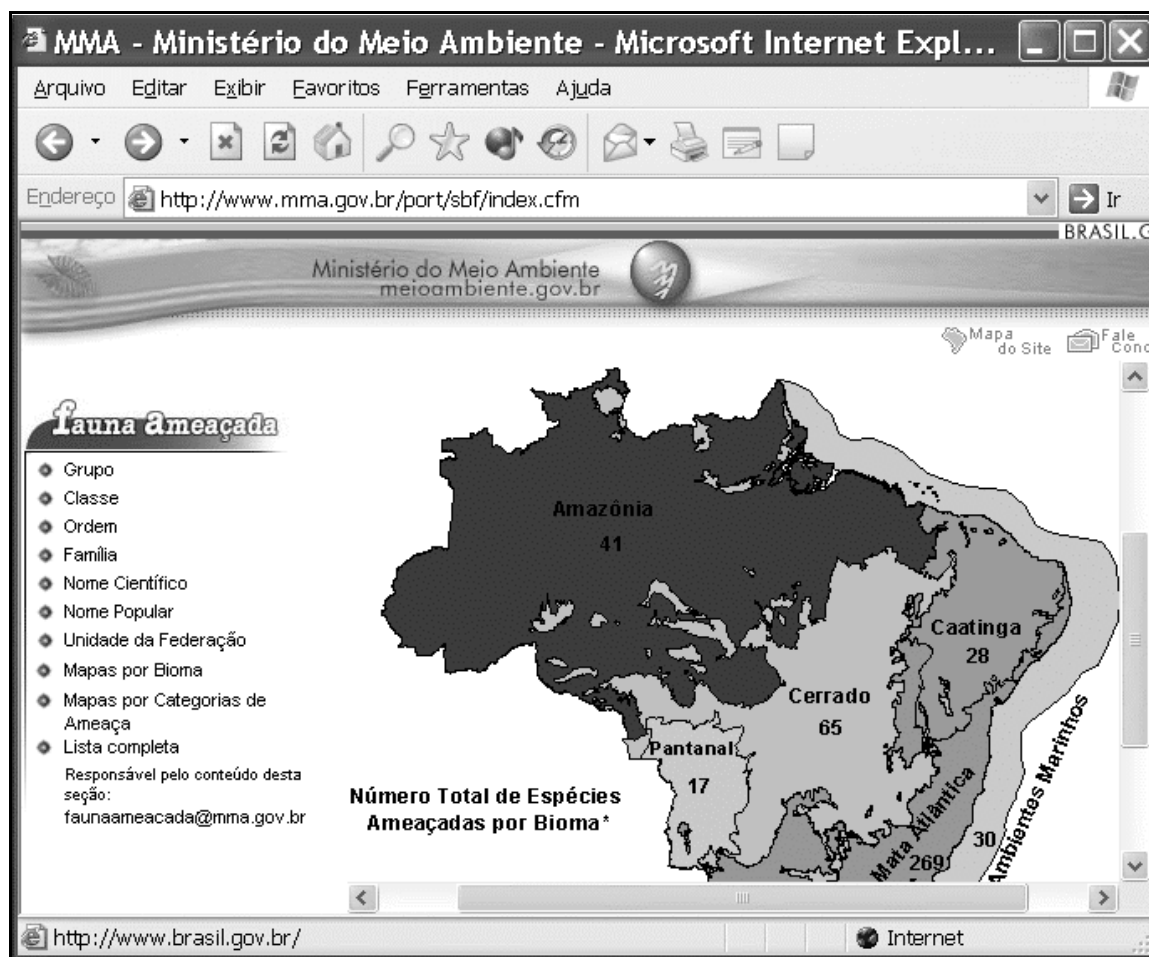 MMA - Ministério do Meio Ambiente - Microsoft Internet Expl...
Arquivo Editar Exibir Favoritos Ferramentas Ajuda
Endereço http://www.mma.gov.br/port/sbf/index.cfm Ir
BRASIL.G
Ministério do Meio Ambiente
meioambiente.gov.br
Mapa do Site
Fale Cono
fauna ameaçada
Grupo
Classe
Ordem
Família
Nome Científico
Nome Popular
Unidade da Federação
Mapas por Bioma
Mapas por Categorias de
Ameaça
Lista completa
Responsável pelo conteúdo desta
seção:
faunaameacada@mma.gov.br
Amazônia
41
Caatinga
28
Cerrado
65
Pantanal
17
Mata Atlântica
269
30
Ambientes Marinhos
Número Total de Espécies
Ameaçadas por Bioma*
http://www.brasil.gov.br/ Internet